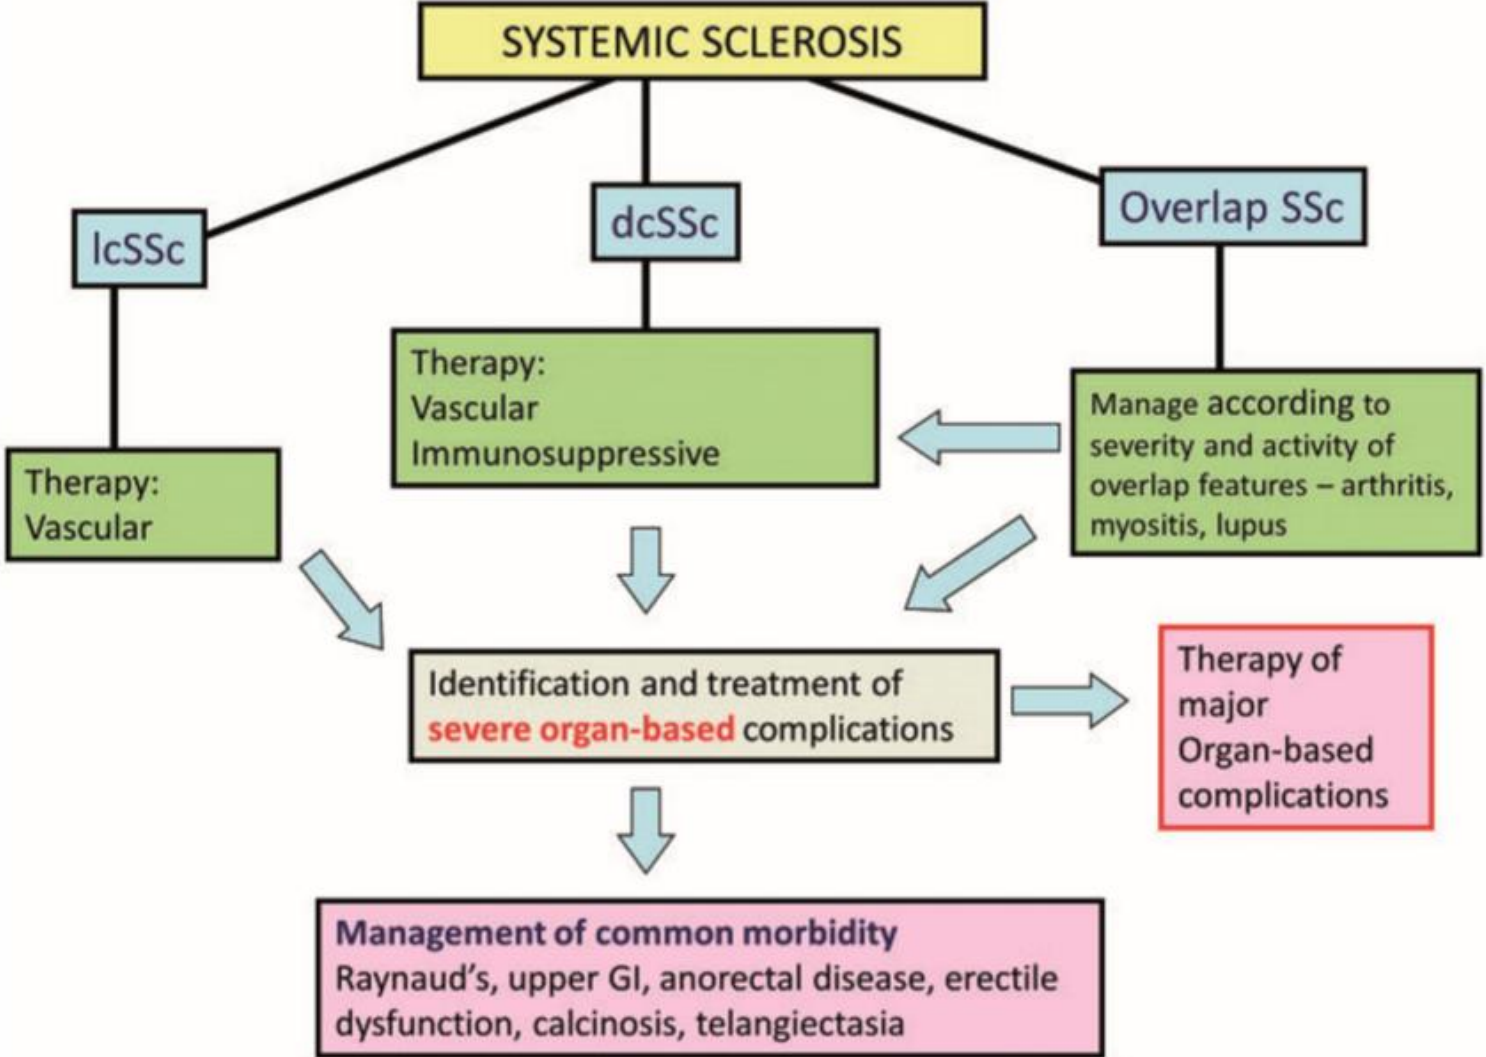 SYSTEMIC SCLEROSIS
lcSSc
dcSSc
Overlap SSc
Therapy:
Vascular
Therapy:
Vascular
Immunosuppressive
Manage according to
severity and activity of
overlap features – arthritis,
myositis, lupus
Identification and treatment of
severe organ-based complications
Therapy of
major
Organ-based
complications
Management of common morbidity
Raynaud's, upper GI, anorectal disease, erectile
dysfunction, calcinosis, telangiectasia